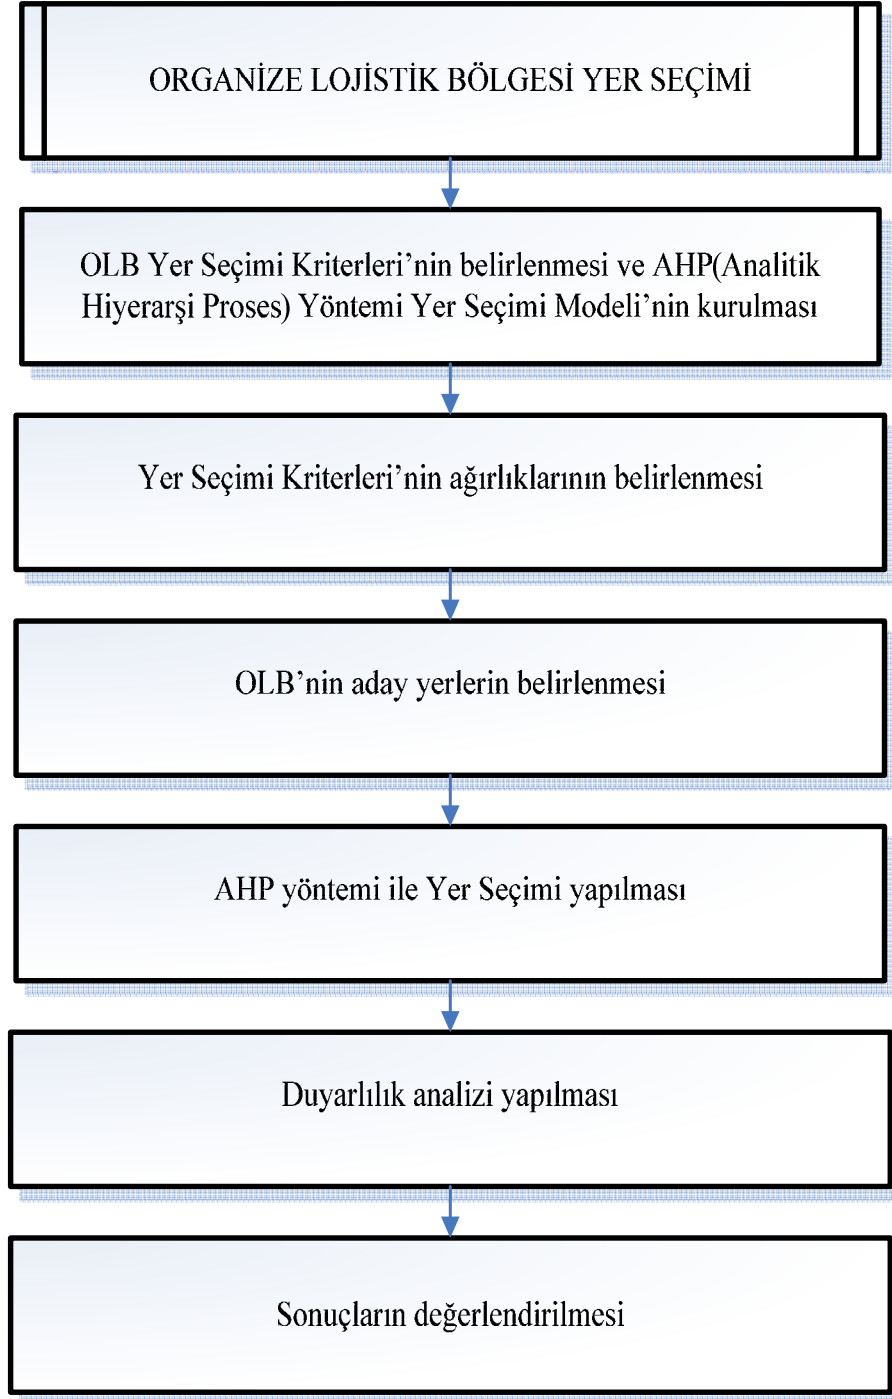 ORGANİZE LOJİSTİK BÖLGESİ YER SEÇİMİ
OLB Yer Seçimi Kriterleri’nin belirlenmesi ve AHP(Analitik
Hiyerarşi Proses) Yöntemi Yer Seçimi Modeli’nin kurulması
Yer Seçimi Kriterleri’nin ağırlıklarının belirlenmesi
OLB’nin aday yerlerin belirlenmesi
AHP yöntemi ile Yer Seçimi yapılması
Duyarlılık analizi yapılması
Sonuçların değerlendirilmesi